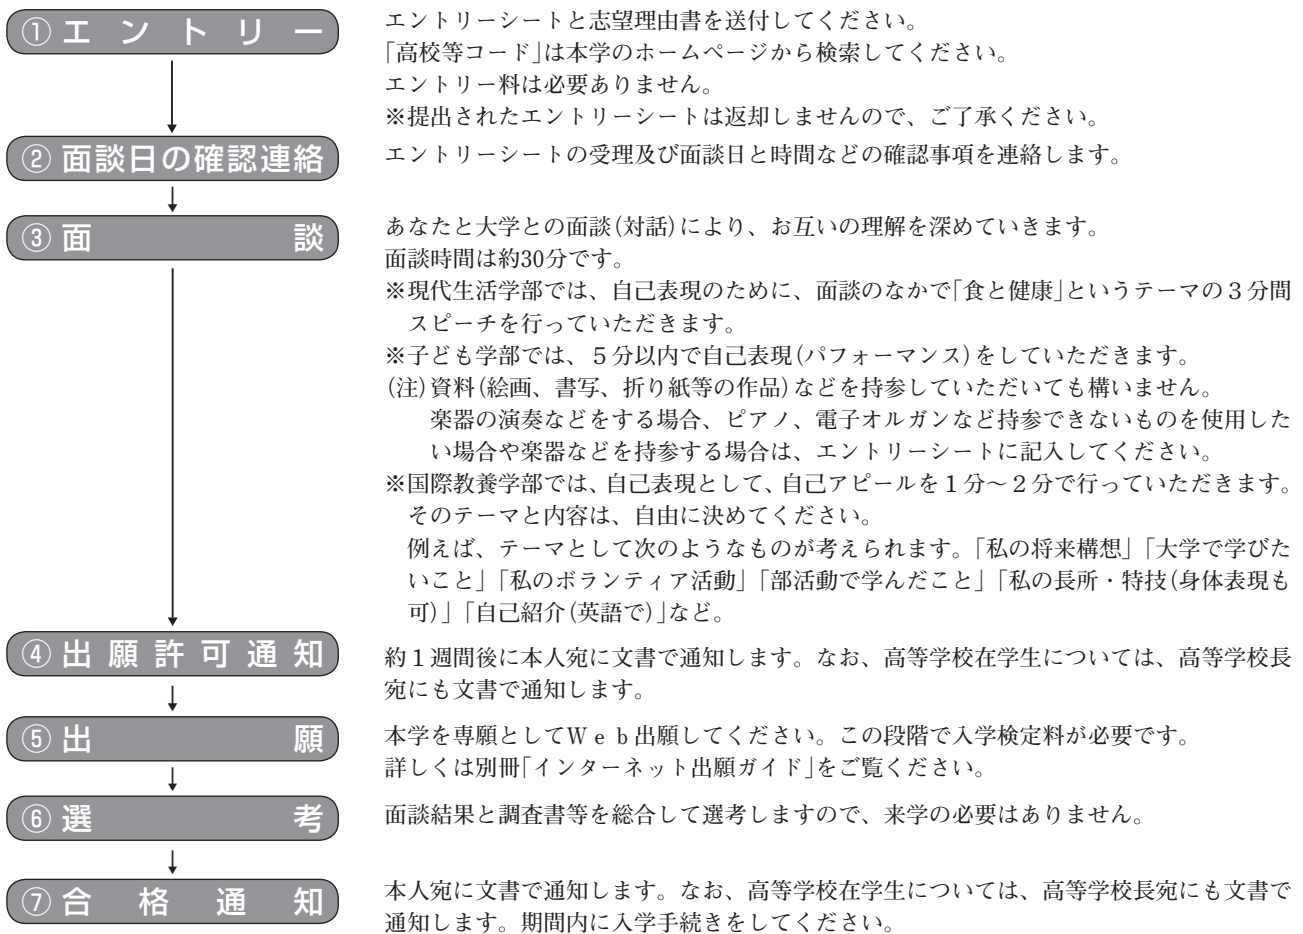 ① エントリー
エントリーシートと志望理由書を送付してください。
「高校等コード」は本学のホームページから検索してください。
エントリー料は必要ありません。
※提出されたエントリーシートは返却しませんので、ご了承ください。
② 面談日の確認連絡
エントリーシートの受理及び面談日と時間などの確認事項を連絡します。
③ 面談
あなたと大学との面談(対話)により、お互いの理解を深めていきます。
面談時間は約30分です。
※現代生活学部では、自己表現のために、面談のなかで「食と健康」というテーマの3分間
スピーチを行っていただきます。
※子ども学部では、5分以内で自己表現(パフォーマンス)をしていただきます。
(注)資料(絵画、書写、折り紙等の作品)などを持参していただいても構いません。
楽器の演奏などをする場合、ピアノ、電子オルガンなど持参できないものを使用した
い場合や楽器などを持参する場合は、エントリーシートに記入してください。
※国際教養学部では、自己表現として、自己アピールを1分~2分で行っていただきます。
そのテーマと内容は、自由に決めてください。
例えば、テーマとして次のようなものが考えられます。「私の将来構想」「大学で学びた
いこと」「私のボランティア活動」「部活動で学んだこと」「私の長所・特技(身体表現も
可)」「自己紹介(英語で)」など。
④ 出願許可通知
約1週間後に本人宛に文書で通知します。なお、高等学校在学生については、高等学校長
宛にも文書で通知します。
⑤ 出願
本学を専願としてWeb出願してください。この段階で入学検定料が必要です。
詳しくは別冊「インターネット出願ガイド」をご覧ください。
⑥ 選考
面談結果と調査書等を総合して選考しますので、来学の必要はありません。
⑦ 合格通知
本人宛に文書で通知します。なお、高等学校在学生については、高等学校長宛にも文書で
通知します。期間内に入学手続きをしてください。